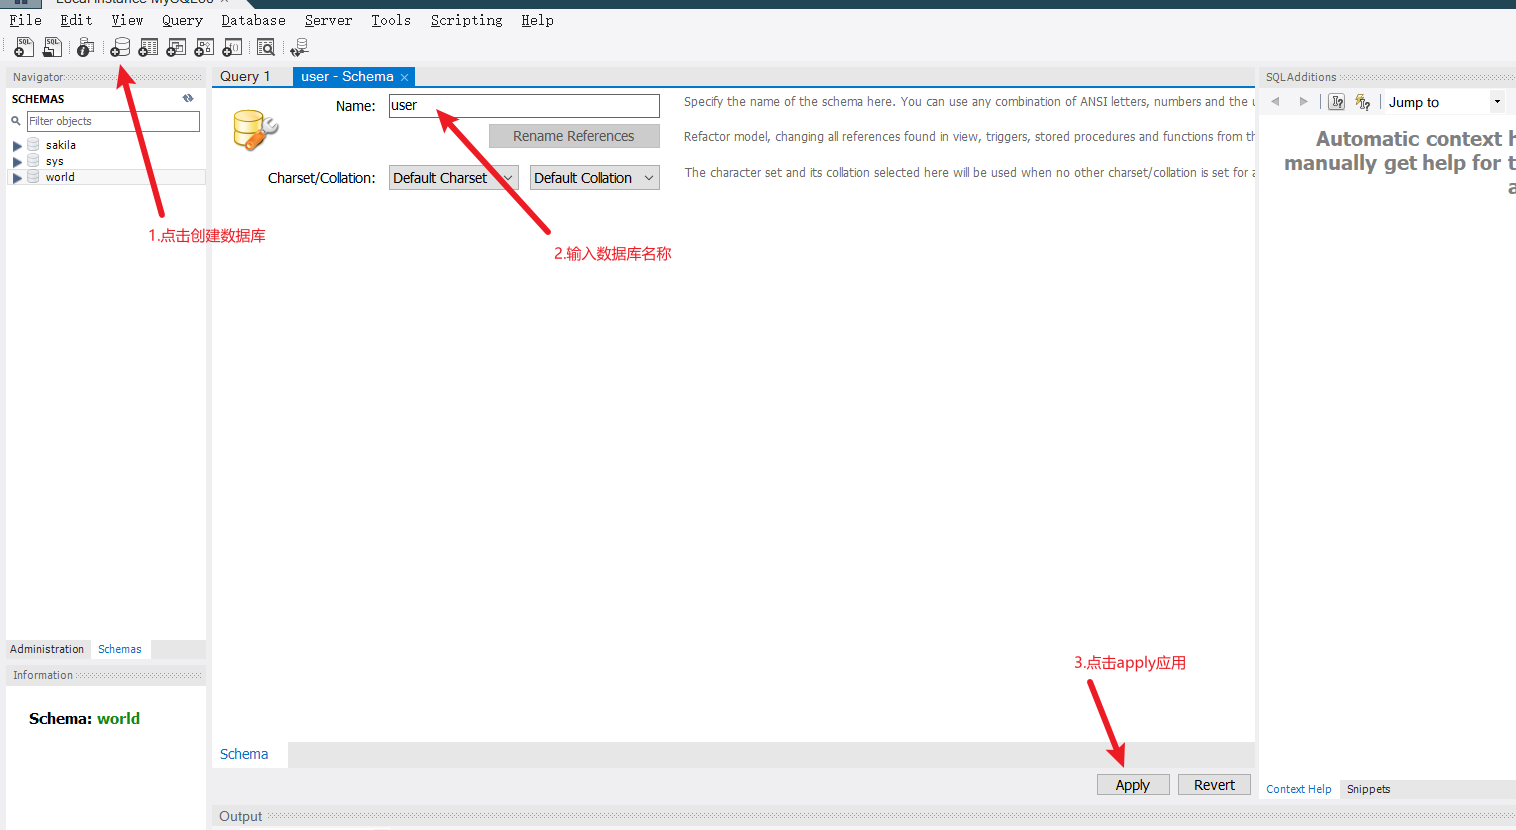 File Edit View Query Database Server Tools Scripting Help
Navigator
SCHEMAS
Filter objects
sakila
sys
world
Administration Schemas
Information
Schema: world
Query 1
user - Schema ×
Name: user
Rename References
Charset/Collation: Default Charset Default Collation
Specify the name of the schema here. You can use any combination of ANSI letters, numbers and the
Refactor model, changing all references found in view, triggers, stored procedures and functions from
The character set and its collation selected here will be used when no other charset/collation is set for
1.点击创建数据库
2.输入数据库名称
3.点击apply应用
Schema
Apply Revert
Output
SQLAdditions
Jump to
Automatic context
manually get help for
Context Help Snippets